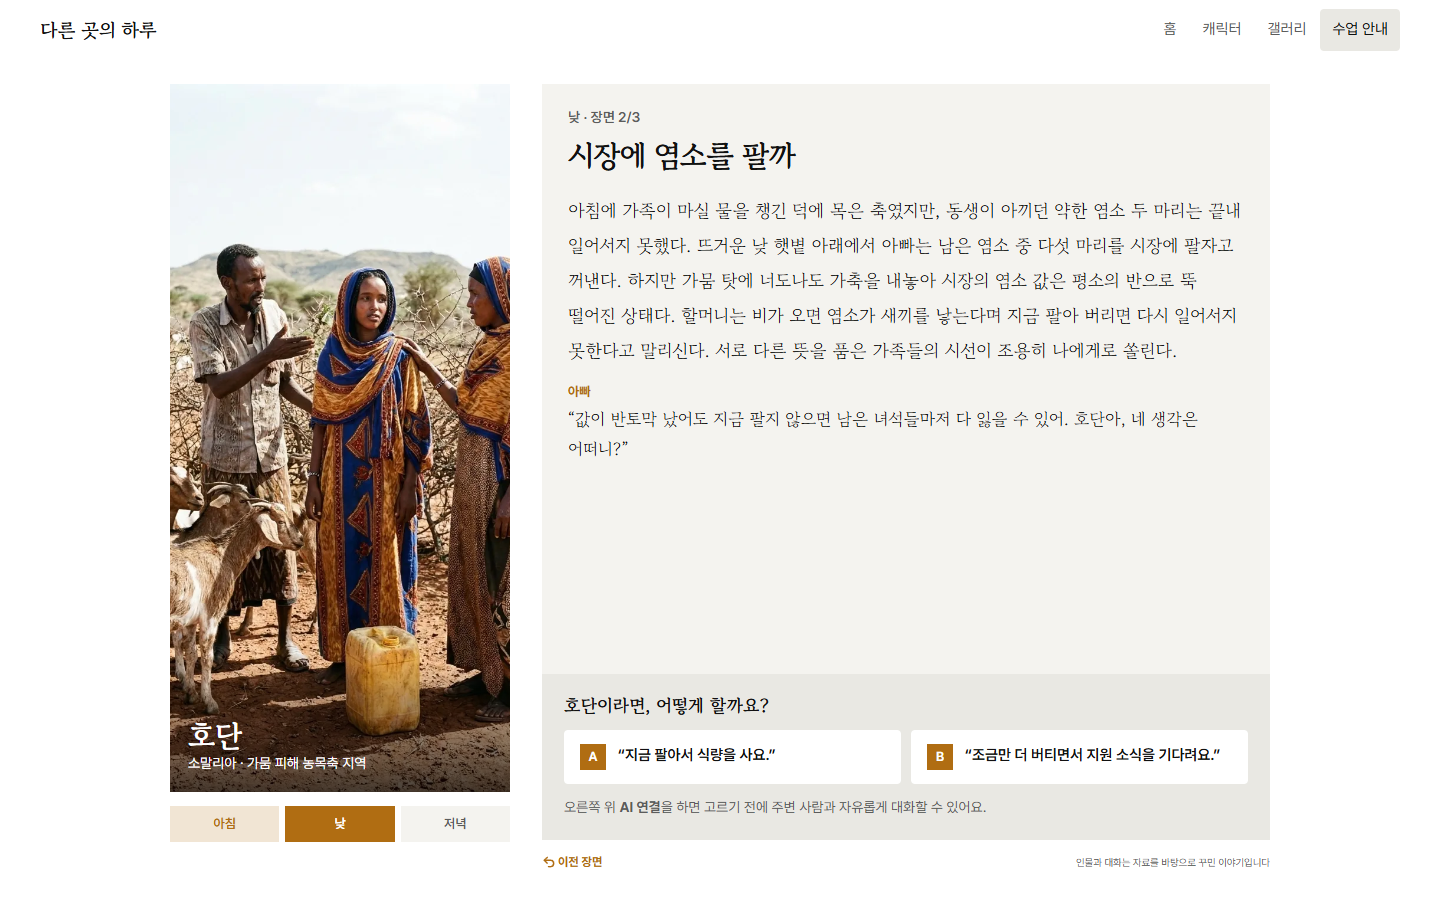 다른 곳의 하루
홈
캐릭터
갤러리
수업 안내
호단
소말리아 · 가뭄 피해 농목축 지역
아침
낮
저녁
낮 · 장면 2/3
시장에 염소를 팔까
아침에 가족이 마실 물을 챙긴 덕에 목은 축였지만, 동생이 아끼던 약한 염소 두 마리는 끝내
일어서지 못했다. 뜨거운 낮 햇볕 아래에서 아빠는 남은 염소 중 다섯 마리를 시장에 팔자고
꺼낸다. 하지만 가뭄 탓에 너도나도 가축을 내놓아 시장의 염소 값은 평소의 반으로 뚝
떨어진 상태다. 할머니는 비가 오면 염소가 새끼를 낳는다며 지금 팔아 버리면 다시 일어서지
못한다고 말리신다. 서로 다른 뜻을 품은 가족들의 시선이 조용히 나에게로 쏠린다.
아빠
“값이 반토막 났어도 지금 팔지 않으면 남은 녀석들마저 다 잃을 수 있어. 호단아, 네 생각은
어떠니?”
호단이라면, 어떻게 할까요?
A “지금 팔아서 식량을 사요.”
B “조금만 더 버티면서 지원 소식을 기다려요.”
오른쪽 위 AI 연결을 하면 고르기 전에 주변 사람과 자유롭게 대화할 수 있어요.
이전 장면
인물과 대화는 자료를 바탕으로 꾸민 이야기입니다